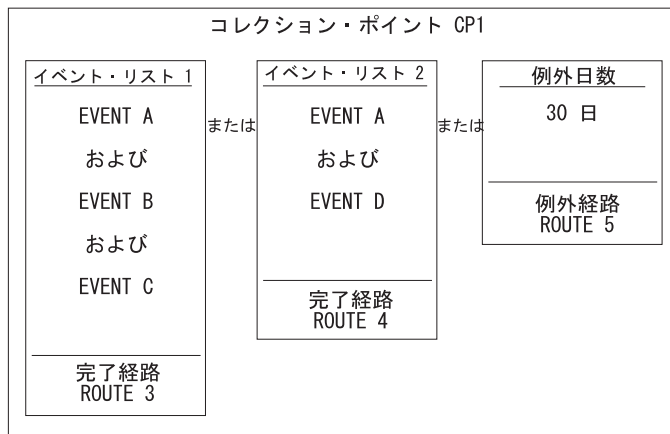 コレクション・ポイント CP1
イベント・リスト 1
EVENT A
および
EVENT B
および
EVENT C
完了経路
ROUTE 3
または
イベント・リスト 2
EVENT A
および
EVENT D
完了経路
ROUTE 4
または
例外日数
30 日
例外経路
ROUTE 5